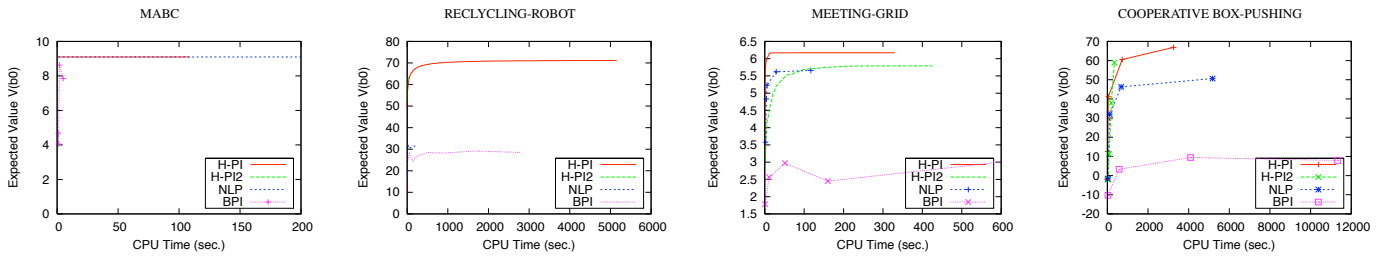 MABC
Expected Value V(b0)
10
8
6
4
2
0
0 50 100 150 200
CPU Time (sec.)
H-PI
H-PI2
NLP
BPI
RECLYCLING-ROBOT
Expected Value V(b0)
80
70
60
50
40
30
20
10
0
0 1000 2000 3000 4000 5000 6000
CPU Time (sec.)
H-PI
H-PI2
NLP
BPI
MEETING-GRID
Expected Value V(b0)
6.5
6
5.5
5
4.5
4
3.5
3
2.5
2
1.5
0 100 200 300 400 500 600
CPU Time (sec.)
H-PI
H-PI2
NLP
BPI
COOPERATIVE BOX-PUSHING
Expected Value V(b0)
70
60
50
40
30
20
10
0
-10
-20
0 2000 4000 6000 8000 10000 12000
CPU Time (sec.)
H-PI
H-PI2
NLP
BPI